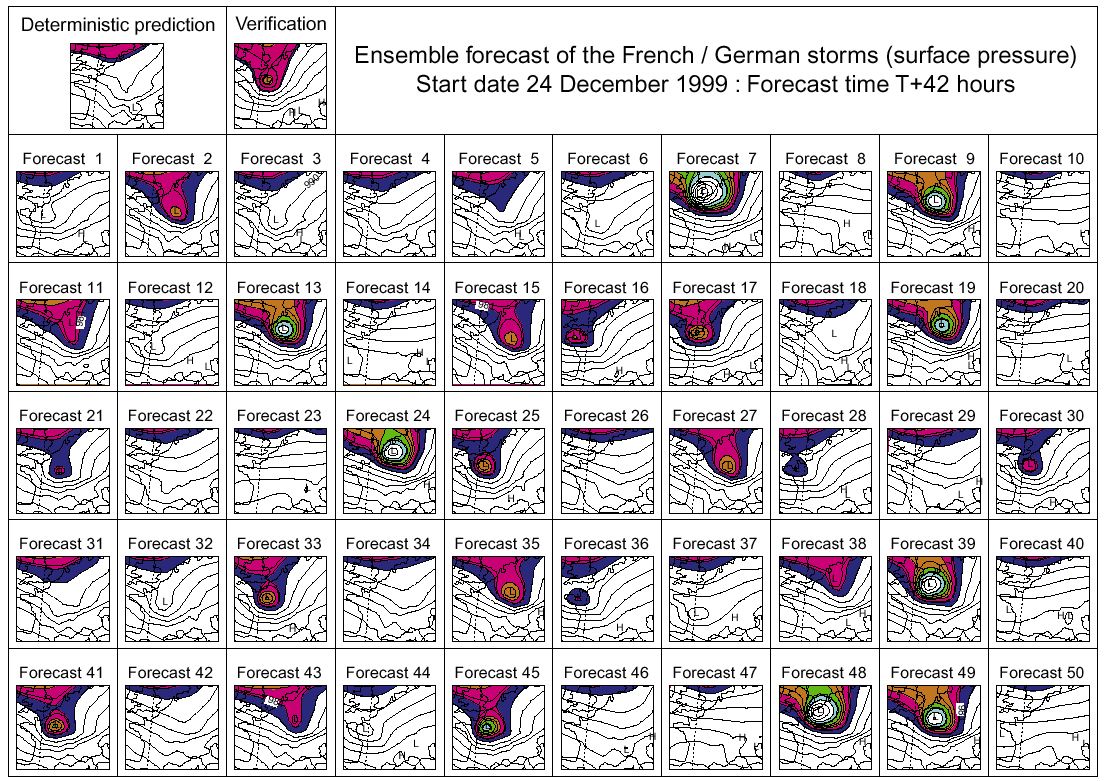 Deterministic prediction
Verification
Ensemble forecast of the French / German storms (surface pressure)
Start date 24 December 1999 : Forecast time T+42 hours
Forecast 1
Forecast 2
Forecast 3
Forecast 4
Forecast 5
Forecast 6
Forecast 7
Forecast 8
Forecast 9
Forecast 10
Forecast 11
Forecast 12
Forecast 13
Forecast 14
Forecast 15
Forecast 16
Forecast 17
Forecast 18
Forecast 19
Forecast 20
Forecast 21
Forecast 22
Forecast 23
Forecast 24
Forecast 25
Forecast 26
Forecast 27
Forecast 28
Forecast 29
Forecast 30
Forecast 31
Forecast 32
Forecast 33
Forecast 34
Forecast 35
Forecast 36
Forecast 37
Forecast 38
Forecast 39
Forecast 40
Forecast 41
Forecast 42
Forecast 43
Forecast 44
Forecast 45
Forecast 46
Forecast 47
Forecast 48
Forecast 49
Forecast 50